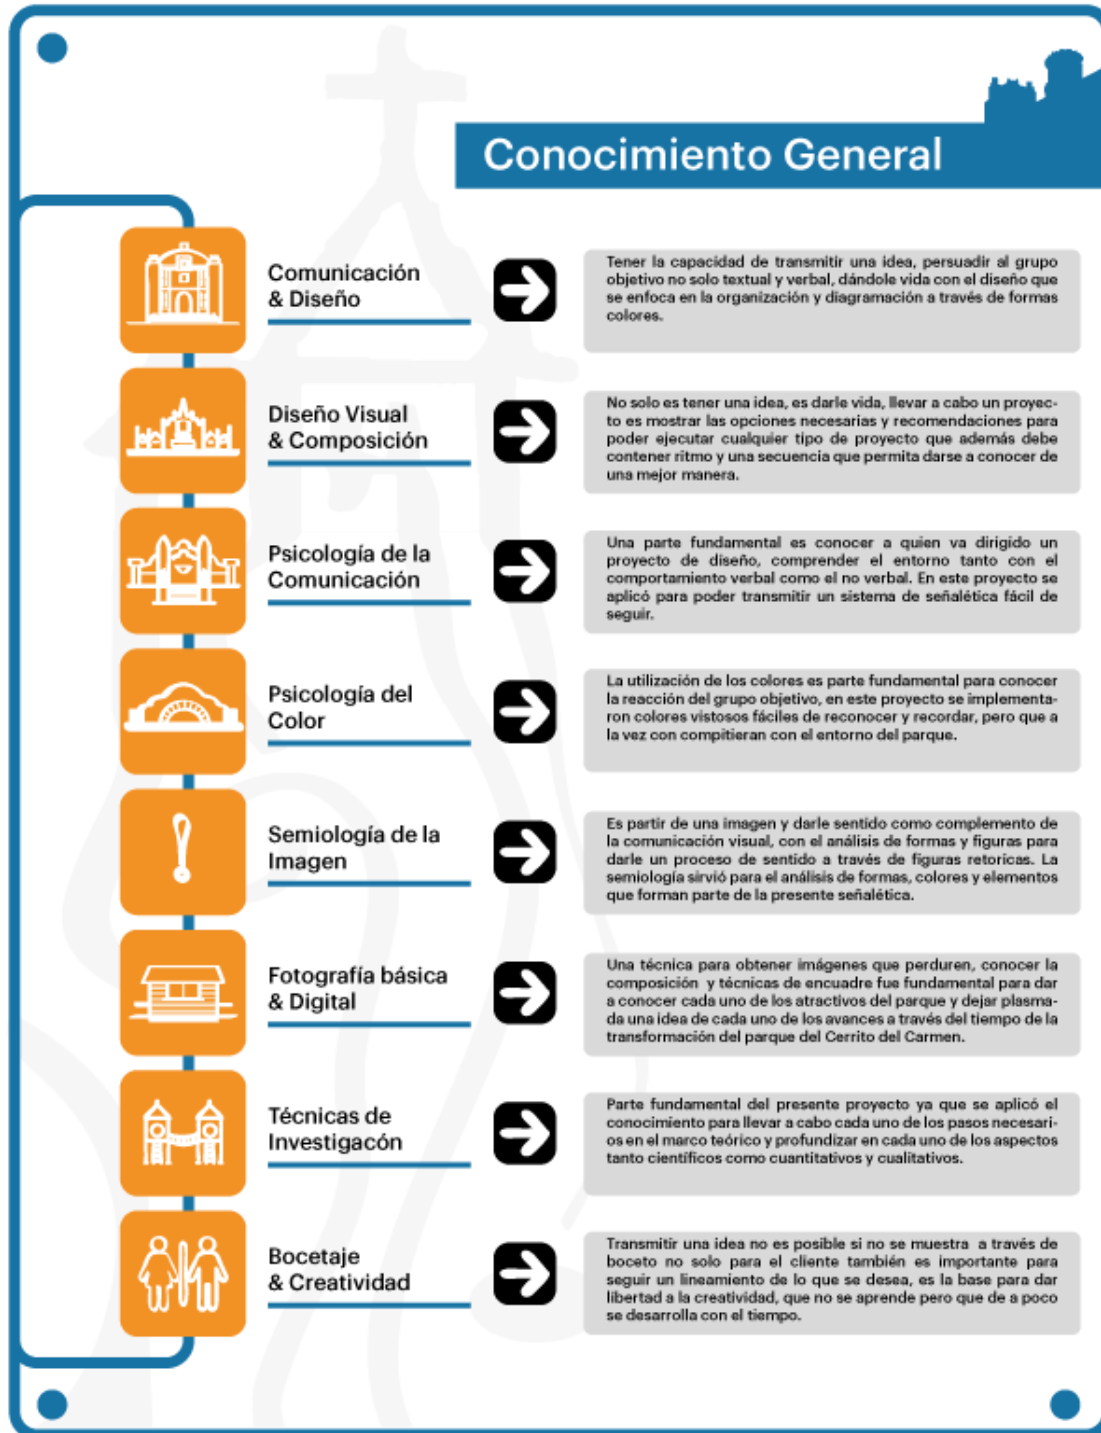 Conocimiento General
Comunicación
& Diseño
Tener la capacidad de transmitir una idea, persuadir al grupo
objetivo no solo textual y verbal, dándole vida con el diseño que
se enfoca en la organización y diagramación a través de formas
colores.
Diseño Visual
& Composición
No solo es tener una idea, es darle vida, llevar a cabo un proyec-
to es mostrar las opciones necesarias y recomendaciones para
poder ejecutar cualquier tipo de proyecto que además debe
contener ritmo y una secuencia que permita darse a conocer de
una mejor manera.
Psicología de la
Comunicación
Una parte fundamental es conocer a quien va dirigido un
proyecto de diseño, comprender el entorno tanto con el
comportamiento verbal como el no verbal. En este proyecto se
aplicó para poder transmitir un sistema de señalética fácil de
seguir.
Psicología del
Color
La utilización de los colores es parte fundamental para conocer
la reacción del grupo objetivo, en este proyecto se implementa-
ron colores vistosos fáciles de reconocer y recordar, pero que a
la vez con compitieran con el entorno del parque.
Semiología de la
Imagen
Es partir de una imagen y darle sentido como complemento de
la comunicación visual, con el análisis de formas y figuras para
darle un proceso de sentido a través de figuras retoricas. La
semiología sirvió para el análisis de formas, colores y elementos
que forman parte de la presente señalética.
Fotografía básica
& Digital
Una técnica para obtener imágenes que perduren, conocer la
composición y técnicas de encuadre fue fundamental para dar
a conocer cada uno de los atractivos del parque y dejar plasma-
da una idea de cada uno de los avances a través del tiempo de la
transformación del parque del Cerrito del Carmen.
Técnicas de
Investigacón
Parte fundamental del presente proyecto ya que se aplicó el
conocimiento para llevar a cabo cada uno de los pasos necesari-
os en el marco teórico y profundizar en cada uno de los aspectos
tanto científicos como cuantitativos y cualitativos.
Bocetaje
& Creatividad
Transmitir una idea no es posible si no se muestra a través de
boceto no solo para el cliente también es importante para
seguir un lineamiento de lo que se desea, es la base para dar
libertad a la creatividad, que no se aprende pero que de a poco
se desarrolla con el tiempo.